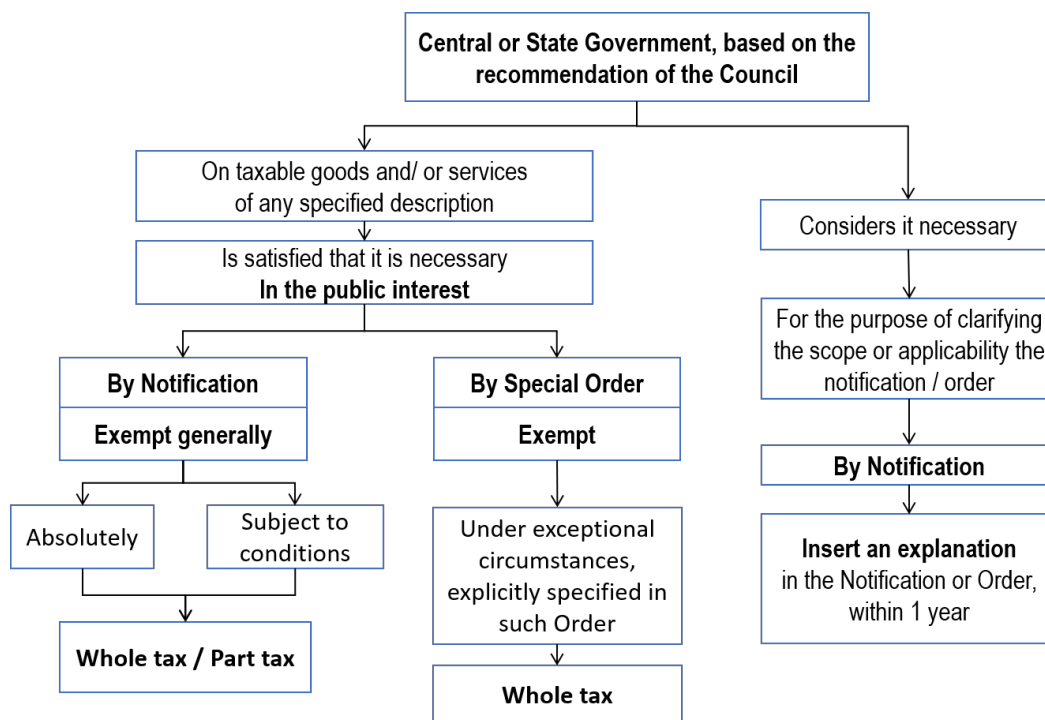 Central or State Government, based on the
recommendation of the Council
On taxable goods and/ or services
of any specified description
Is satisfied that it is necessary
In the public interest
By Notification
Exempt generally
Absolutely
Subject to
conditions
Whole tax / Part tax
By Special Order
Exempt
Under exceptional
circumstances,
explicitly specified in
such Order
Whole tax
Considers it necessary
For the purpose of clarifying
the scope or applicability the
notification / order
By Notification
Insert an explanation
in the Notification or Order,
within 1 year